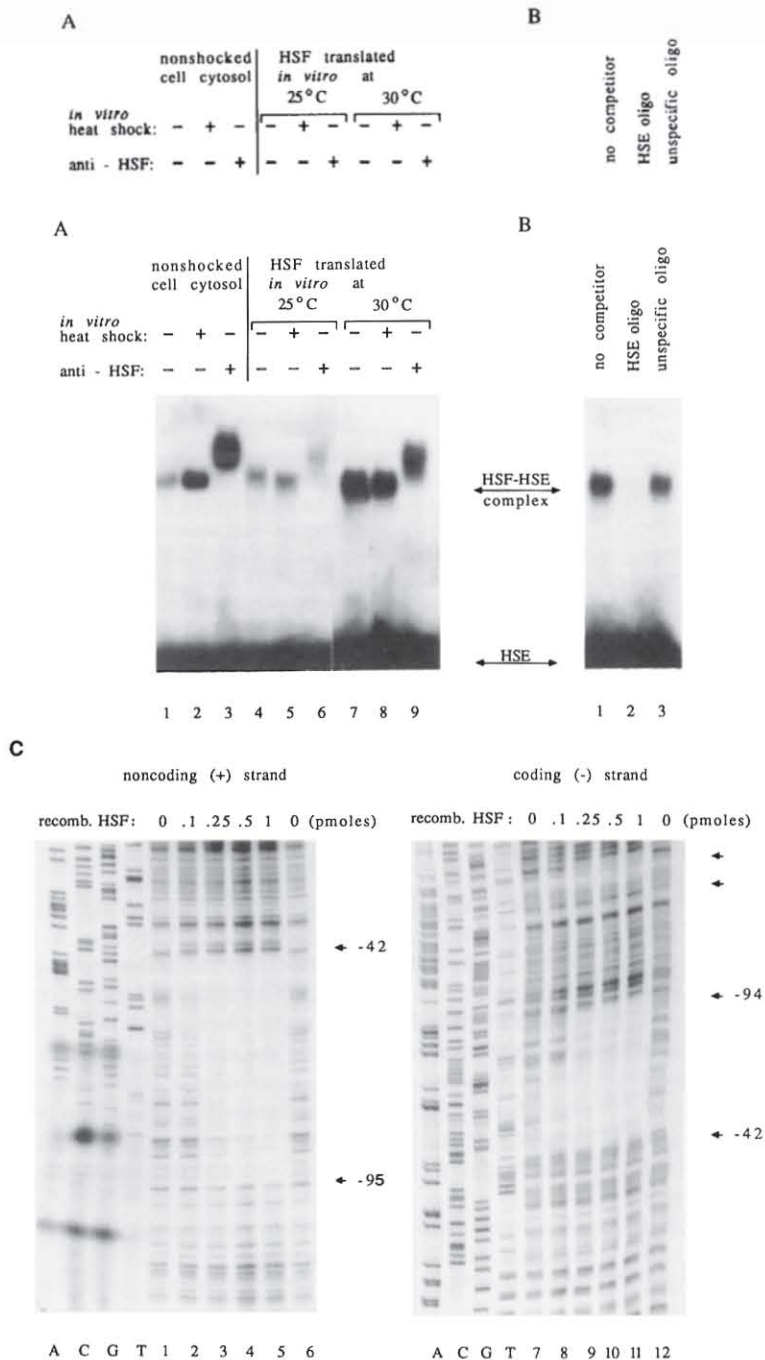 A
B
nonshocked HSF translated
cell cytosol in vitro at
25°C 30°C
in vitro
heat shock: - + - - + - - + -
anti - HSF: - - + - - + - - +
no competitor
HSE oligo
unspecific oligo
A
B
nonshocked HSF translated
cell cytosol in vitro at
25°C 30°C
in vitro
heat shock: - + - - + - - + -
anti - HSF: - - + - - + - - +
no competitor
HSE oligo
unspecific oligo
HSF-HSE
complex
HSE
1 2 3 4 5 6 7 8 9
1 2 3
C
noncoding (+) strand
coding (-) strand
recomb. HSF: 0 .1 .25 .5 1 0 (pmoles)
recomb. HSF: 0 .1 .25 .5 1 0 (pmoles)
-42
-95
-94
-42
A C G T 1 2 3 4 5 6
A C G T 7 8 9 10 11 12